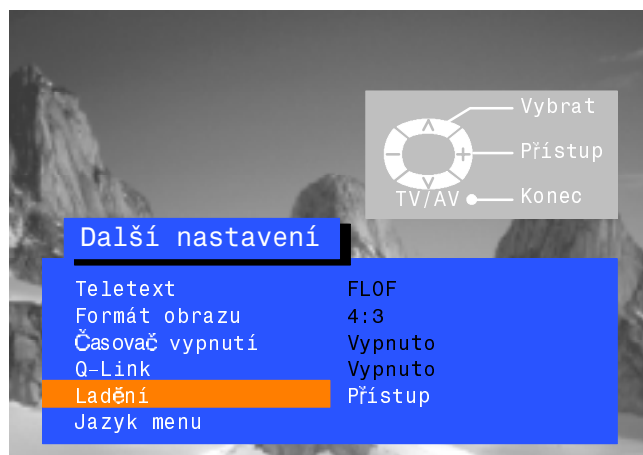 Vybrat
Přístup
TV/AV Konec
Další nastavení
Teletext FLOF
Formát obrazu 4:3
Časovač vypnutí Vypnuto
Q-Link Vypnuto
Ladění Přístup
Jazyk menu